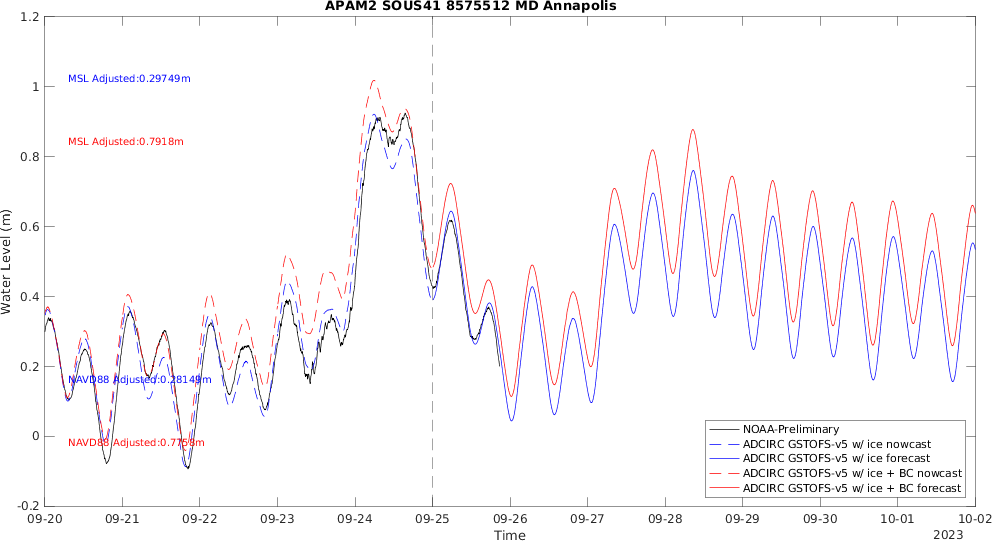 APAM2 SOUS41 8575512 MD Annapolis
1.2
1
0.8
0.6
0.4
0.2
0
-0.2
Water Level (m)
MSL Adjusted:0.29749m
MSL Adjusted:0.7918m
NAVD88 Adjusted:0.28149m
NAVD88 Adjusted:0.7758m
NOAA-Preliminary
ADCIRC GSTOFS-v5 w/ ice nowcast
ADCIRC GSTOFS-v5 w/ ice forecast
ADCIRC GSTOFS-v5 w/ ice + BC nowcast
ADCIRC GSTOFS-v5 w/ ice + BC forecast
09-20 09-21 09-22 09-23 09-24 09-25 09-26 09-27 09-28 09-29 09-30 10-01 10-02
Time
2023